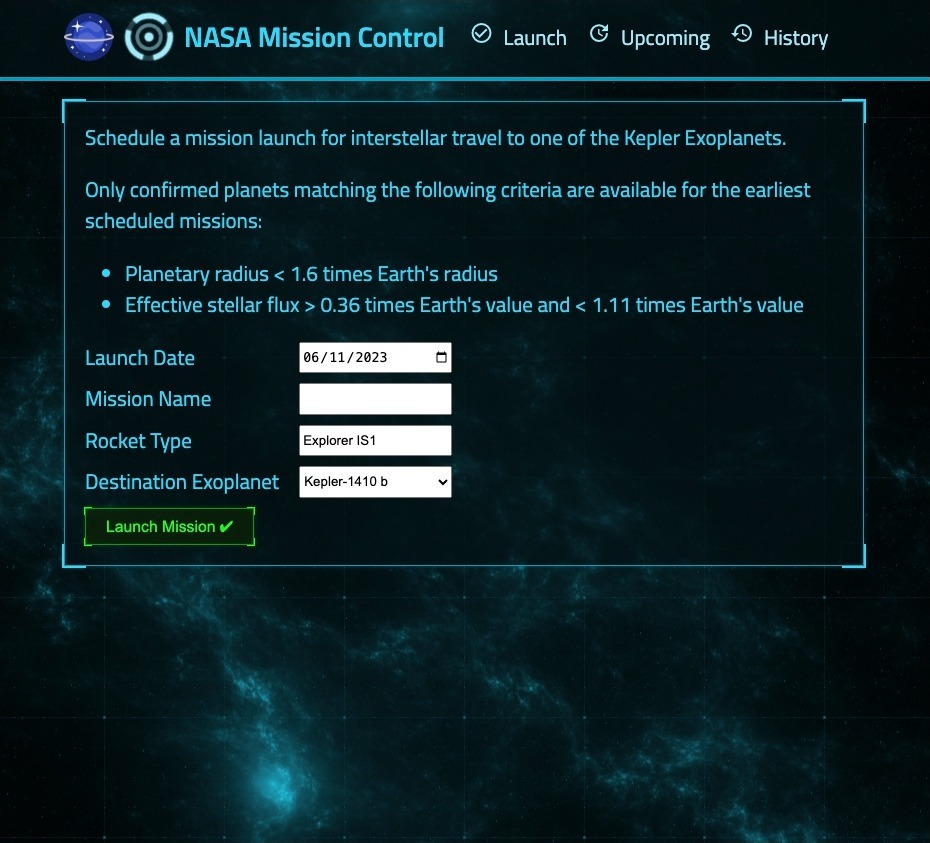 NASA Mission Control Launch Upcoming History
Schedule a mission launch for interstellar travel to one of the Kepler Exoplanets.
Only confirmed planets matching the following criteria are available for the earliest
scheduled missions:
Planetary radius < 1.6 times Earth's radius
Effective stellar flux > 0.36 times Earth's value and < 1.11 times Earth's value
Launch Date 06/11/2023
Mission Name
Rocket Type Explorer IS1
Destination Exoplanet Kepler-1410 b
Launch Mission ✔